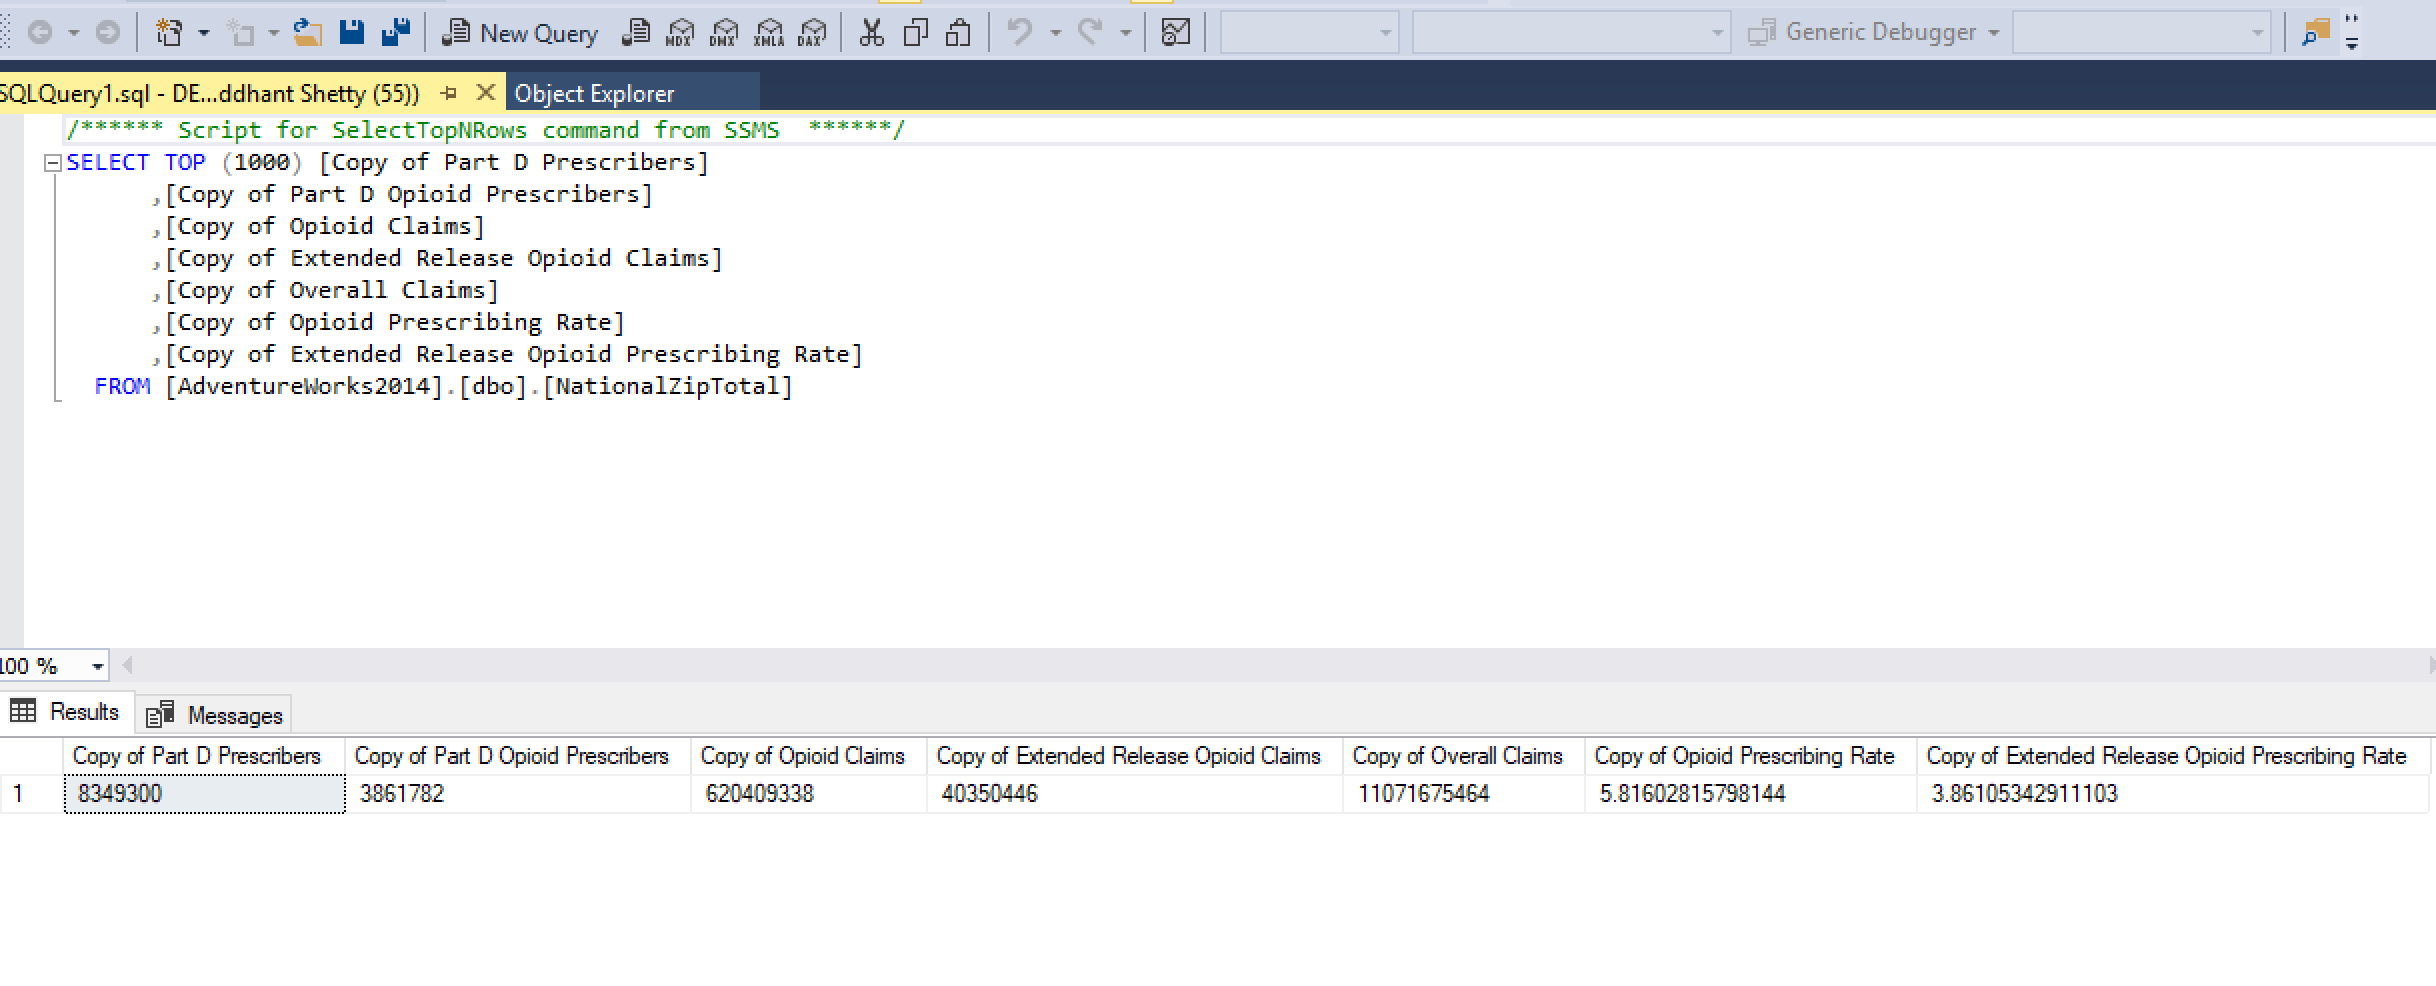 New Query
MDX
DMX
XMLA
DAX
Generic Debugger
SQLQuery1.sql - DE...ddhant Shetty (55))
Object Explorer
/****** Script for SelectTopNRows command from SSMS  ******/
SELECT TOP (1000) [Copy of Part D Prescribers]
,[Copy of Part D Opioid Prescribers]
,[Copy of Opioid Claims]
,[Copy of Extended Release Opioid Claims]
,[Copy of Overall Claims]
,[Copy of Opioid Prescribing Rate]
,[Copy of Extended Release Opioid Prescribing Rate]
FROM [AdventureWorks2014].[dbo].[NationalZipTotal]
100 %
Results
Messages
Copy of Part D Prescribers Copy of Part D Opioid Prescribers Copy of Opioid Claims Copy of Extended Release Opioid Claims Copy of Overall Claims Copy of Opioid Prescribing Rate Copy of Extended Release Opioid Prescribing Rate
1 8349300 3861782 620409338 40350446 11071675464 5.81602815798144 3.86105342911103